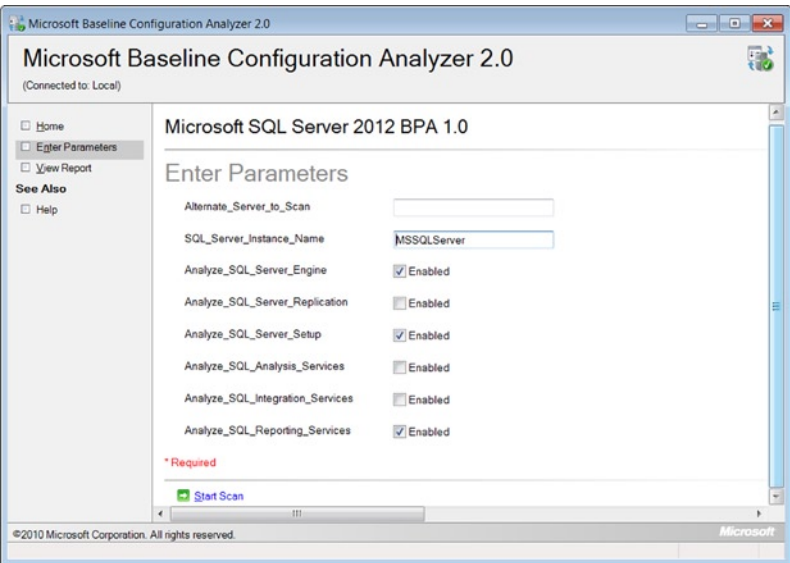 Microsoft Baseline Configuration Analyzer 2.0
Microsoft Baseline Configuration Analyzer 2.0
(Connected to: Local)
Home
Enter Parameters
View Report
See Also
Help
Microsoft SQL Server 2012 BPA 1.0
Enter Parameters
Alternate_Server_to_Scan
SQL_Server_Instance_Name MSSQLServer
Analyze_SQL_Server_Engine Enabled
Analyze_SQL_Server_Replication Enabled
Analyze_SQL_Server_Setup Enabled
Analyze_SQL_Analysis_Services Enabled
Analyze_SQL_Integration_Services Enabled
Analyze_SQL_Reporting_Services Enabled
* Required
Start Scan
©2010 Microsoft Corporation. All rights reserved. Microsoft